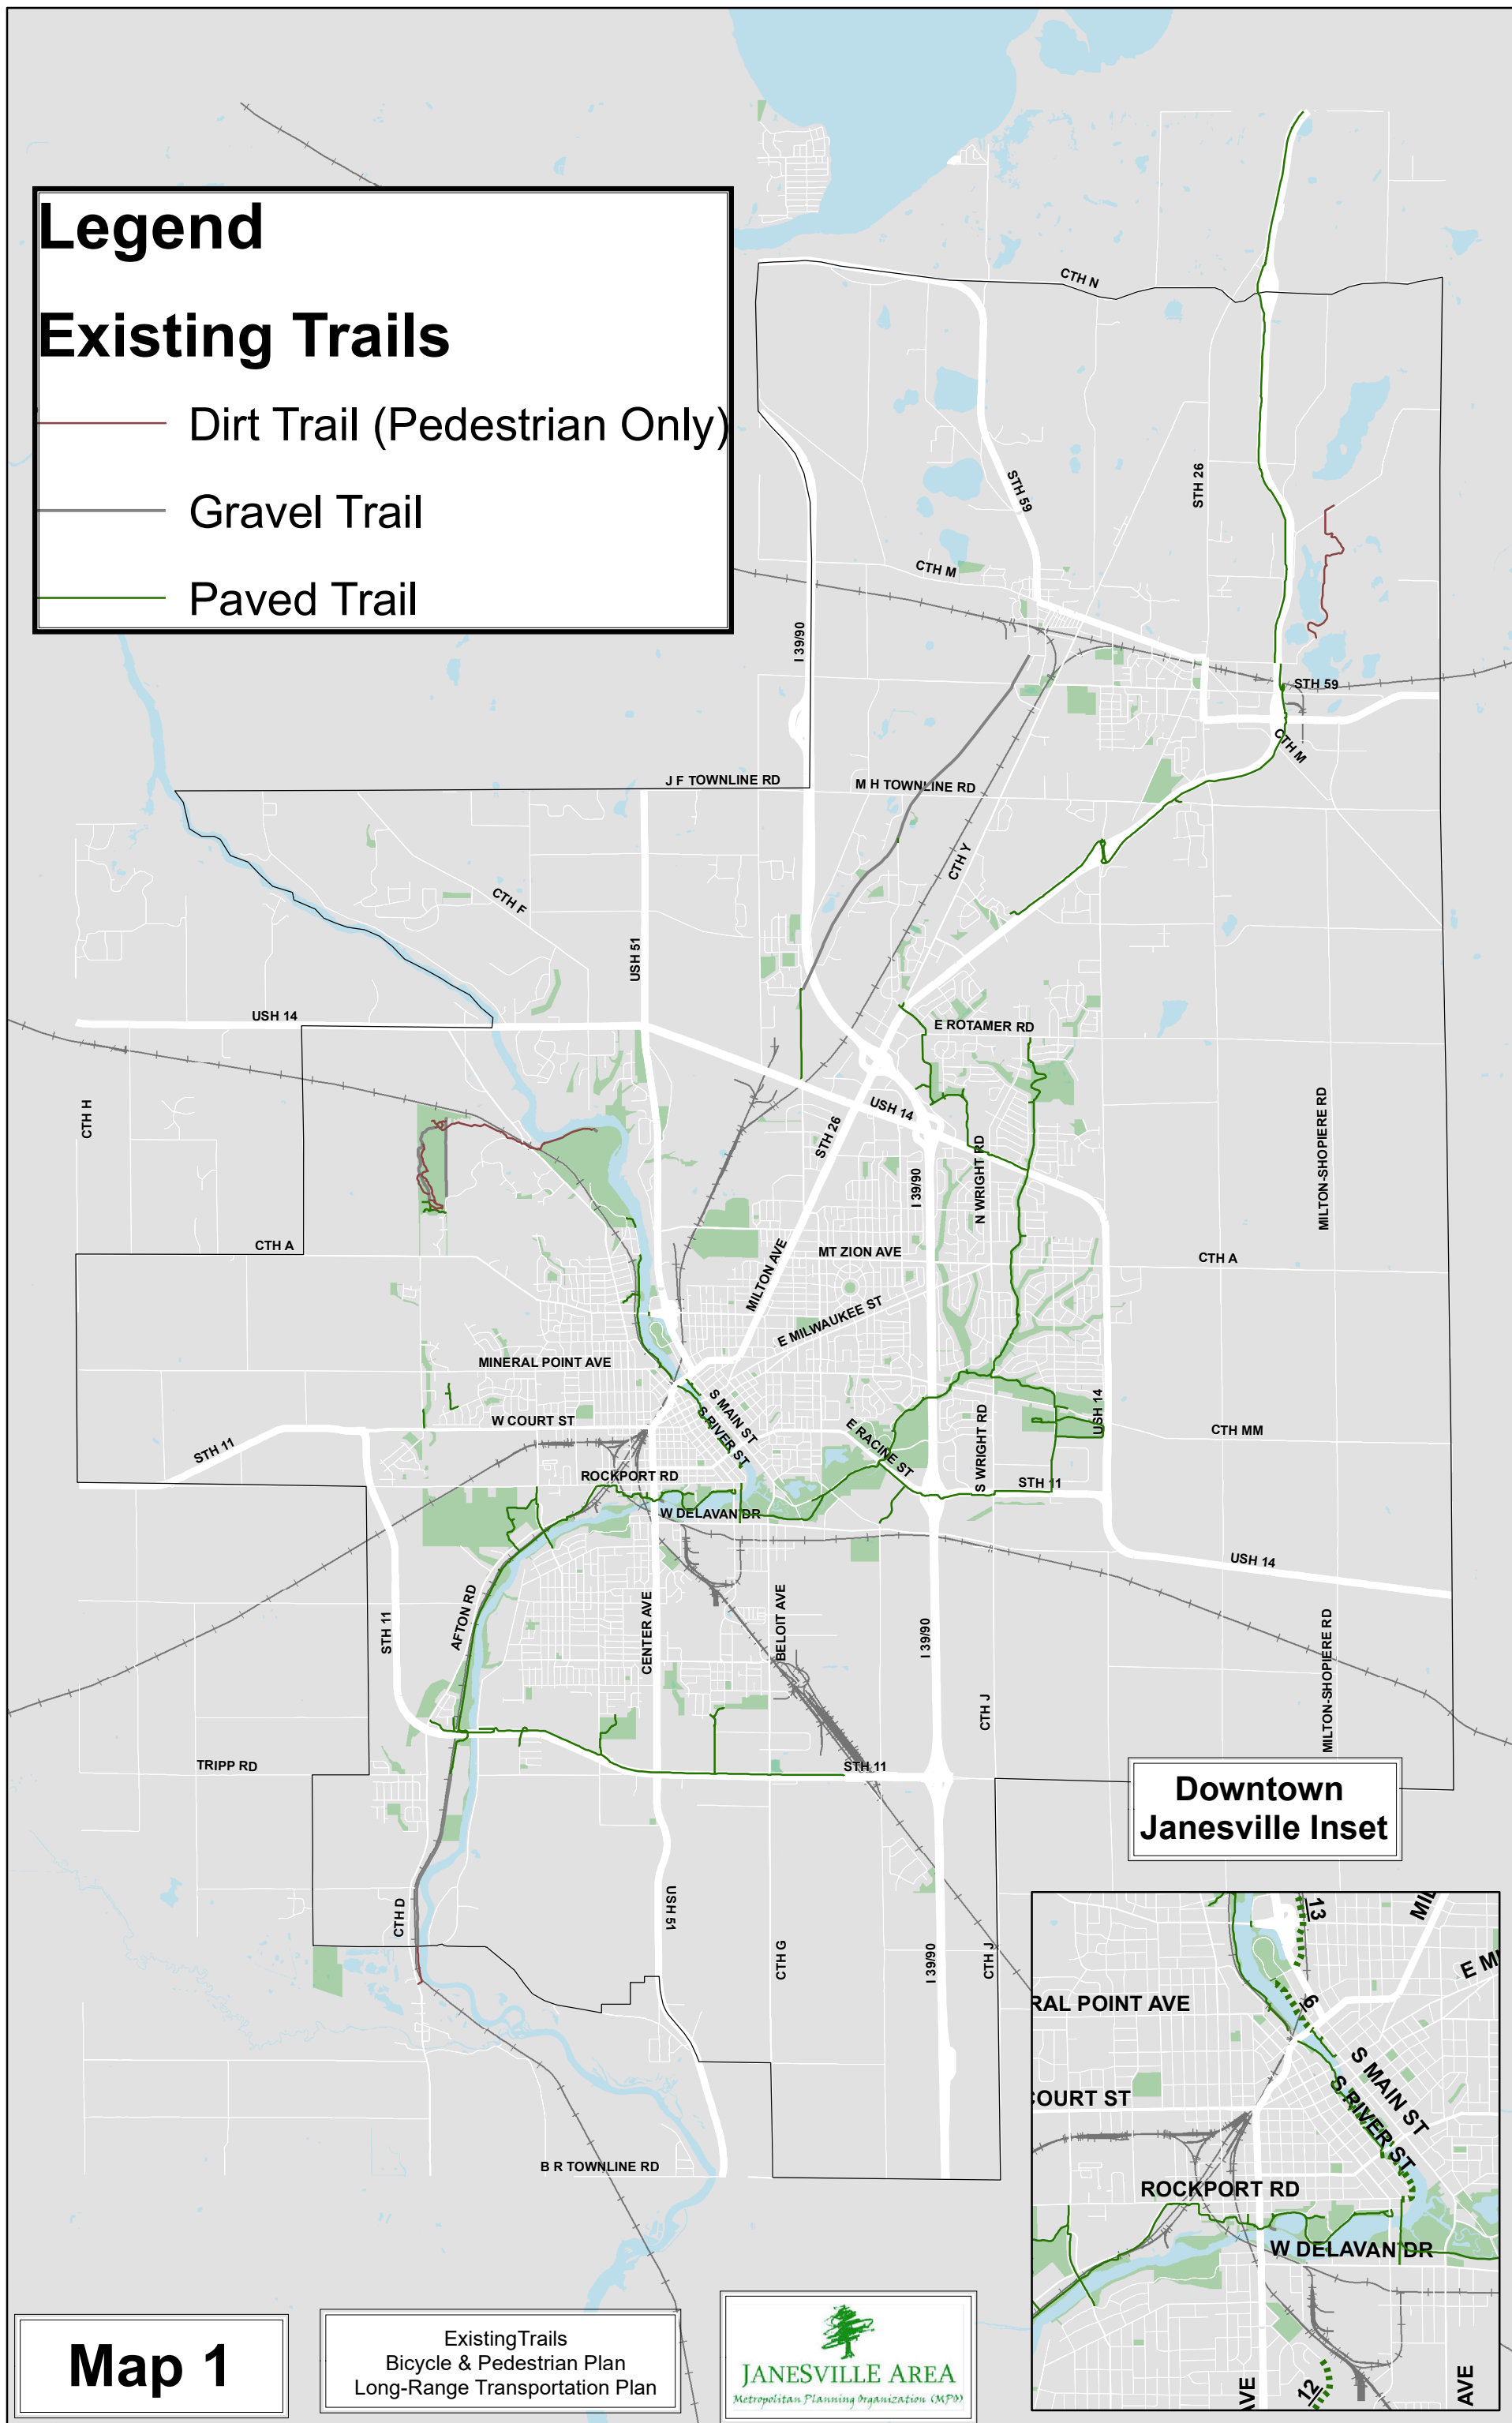 Legend
Existing Trails
Dirt Trail (Pedestrian Only)
Gravel Trail
Paved Trail
CTH N
STH 59
STH 26
CTH M
I 39/90
STH 59
CTH M
J F TOWNLINE RD
M H TOWNLINE RD
CTH Y
CTH F
USH 51
USH 14
E ROTAMER RD
CTH H
USH 14
STH 26
I 39/90
N WRIGHT RD
MILTON-SHOPIERE RD
CTH A
MT ZION AVE
CTH A
MILTON AVE
E MILWAUKEE ST
MINERAL POINT AVE
S MAIN ST
W COURT ST
S RIVER ST
E RACINE ST
S WRIGHT RD
USH 14
CTH MM
STH 11
ROCKPORT RD
STH 11
W DELAVAN DR
USH 14
AFTON RD
STH 11
CENTER AVE
BELOIT AVE
I 39/90
CTH J
MILTON-SHOPIERE RD
TRIPP RD
STH 11
Downtown
Janesville Inset
CTH D
USH 51
CTH G
I 39/90
CTH J
B R TOWNLINE RD
13
MIL
E MI
6
RAL POINT AVE
S MAIN ST
COURT ST
S RIVER ST
ROCKPORT RD
W DELAVAN DR
12
AVE
AVE
Map 1
ExistingTrails
Bicycle & Pedestrian Plan
Long-Range Transportation Plan
JANESVILLE AREA
Metropolitan Planning Organization (MPO)